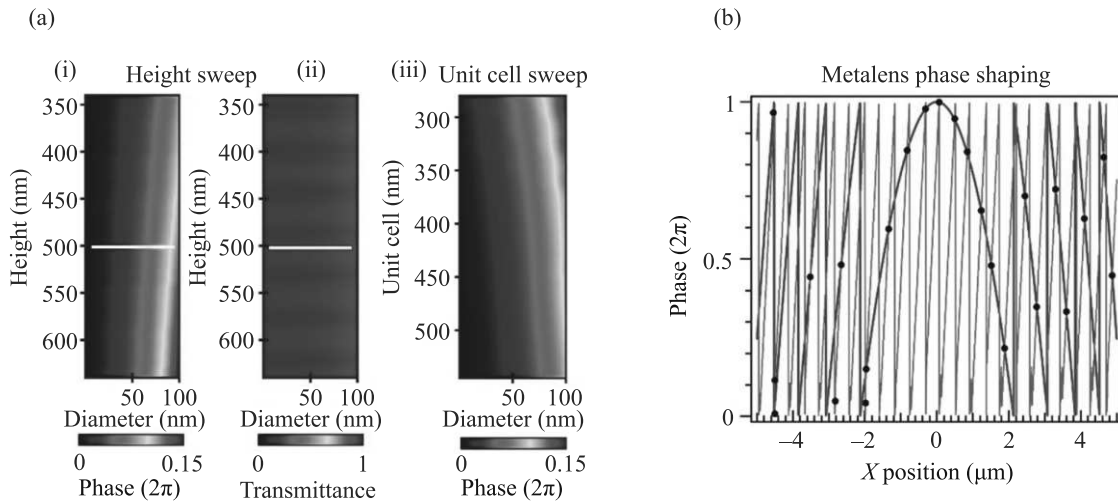 (a)
(i) Height sweep (ii) (iii) Unit cell sweep
Height (nm)
350
400
450
500
550
600
50 100
Diameter (nm)
0 0.15
Phase (2π)
Height (nm)
350
400
450
500
550
600
50 100
Diameter (nm)
0 1
Transmittance
Unit cell (nm)
300
350
400
450
500
50 100
Diameter (nm)
0 0.15
Phase (2π)
(b)
Metalens phase shaping
Phase (2π)
1
0.5
0
−4 −2 0 2 4
X position (μm)